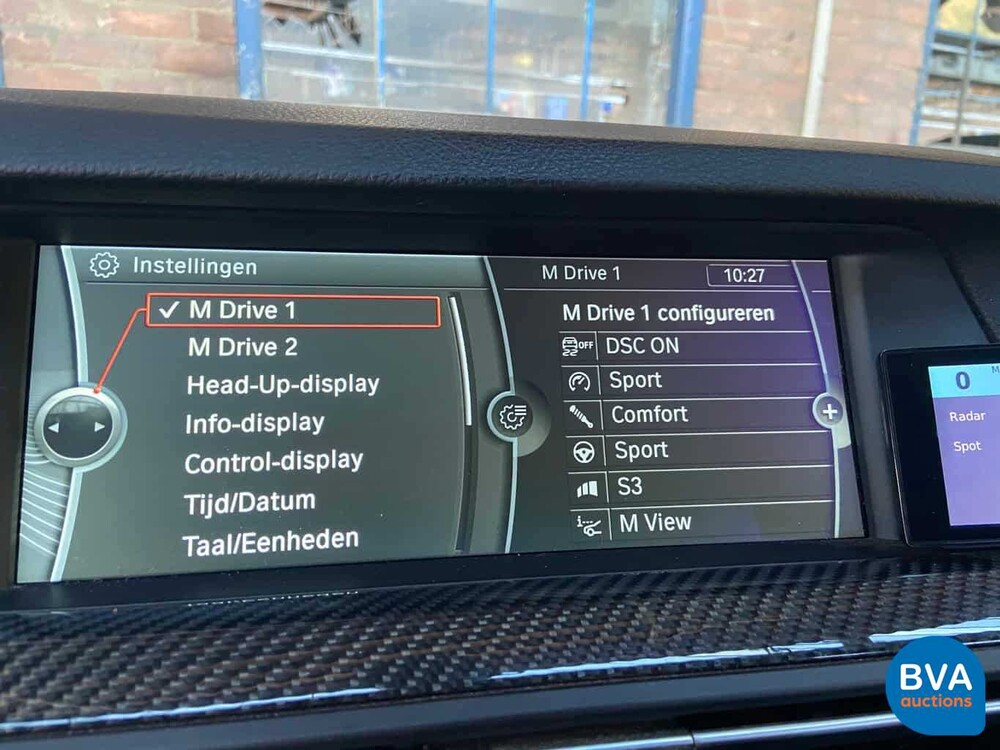 Instellingen
✓ M Drive 1
M Drive 2
Head-Up-display
Info-display
Control-display
Tijd/Datum
Taal/Eenheden
M Drive 1
10:27
M Drive 1 configureren
OFF DSC ON
Sport
Comfort
Sport
S3
M View
0
M
Radar
Spot
BVA
auctions